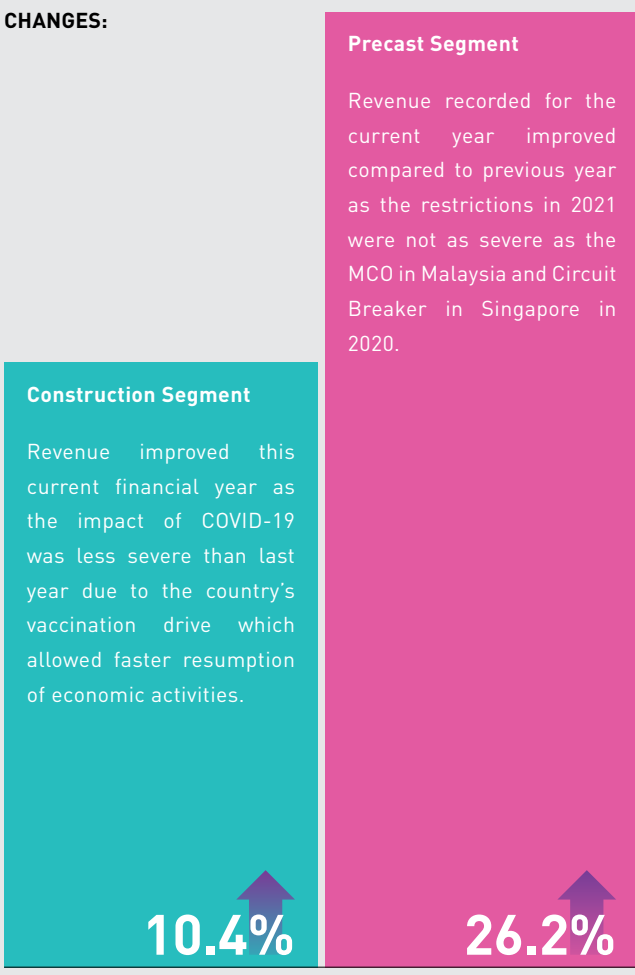 CHANGES:
Precast Segment
Revenue recorded for the
current year improved
compared to previous year
as the restrictions in 2021
were not as severe as the
MCO in Malaysia and Circuit
Breaker in Singapore in
2020.
Construction Segment
Revenue improved this
current financial year as
the impact of COVID-19
was less severe than last
year due to the country's
vaccination drive which
allowed faster resumption
of economic activities.
10.4%
26.2%